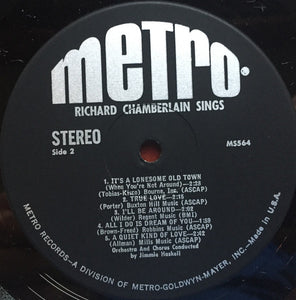 METRO®
RICHARD CHAMBERLAIN SINGS
STEREO
Side 2
MS564
1. IT'S A LONESOME OLD TOWN
(When You're Not Around)—2:38
(Tobias-Kisco) Bourne, Inc. (ASCAP)
2. TRUE LOVE—2:15
(Porter) Buxton Hill Music (ASCAP)
3. I'LL BE AROUND—2:02
(Wilder) Regent Music (BMI)
4. ALL I DO IS DREAM OF YOU—1:59
(Brown-Freed) Robbins Music (ASCAP)
5. A QUIET KIND OF LOVE—2:02
(Allman) Mills Music (ASCAP)
Orchestra And Chorus Conducted
by Jimmie Haskell
METRO RECORDS—A DIVISION OF METRO-GOLDWYN-MAYER, INC.—Made in U.S.A.